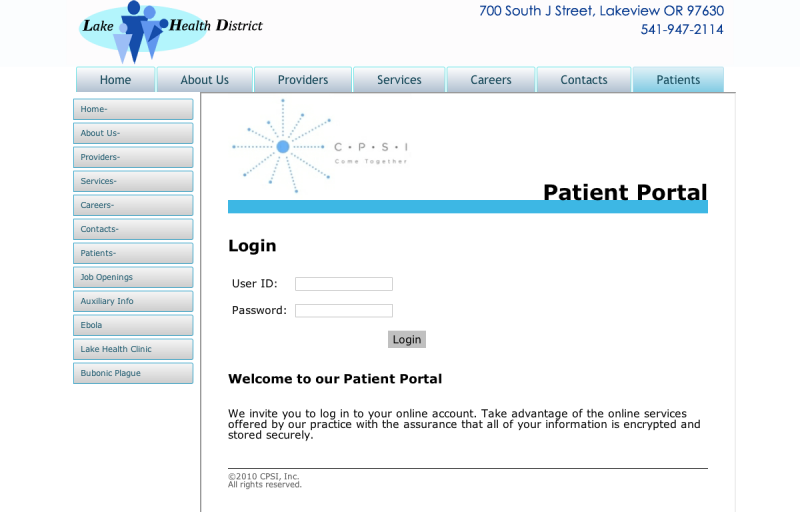 Lake Health District
700 South J Street, Lakeview OR 97630
541-947-2114
Home
About Us
Providers
Services
Careers
Contacts
Patients
Home-
About Us-
Providers-
Services-
Careers-
Contacts-
Patients-
Job Openings
Auxiliary Info
Ebola
Lake Health Clinic
Bubonic Plague
C·P·S·I
Come Together
Patient Portal
Login
User ID:
Password:
Login
Welcome to our Patient Portal
We invite you to log in to your online account. Take advantage of the online services
offered by our practice with the assurance that all of your information is encrypted and
stored securely.
©2010 CPSI, Inc.
All rights reserved.